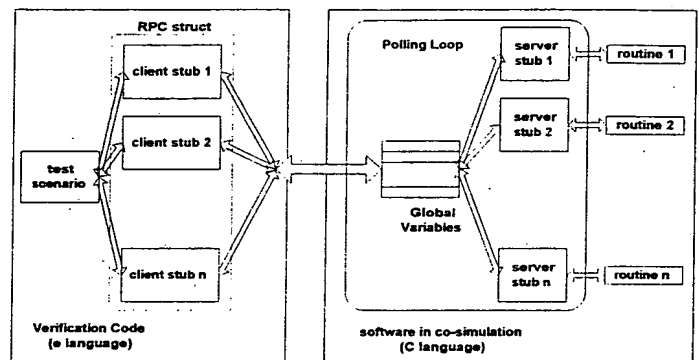 RPC struct
client stub 1
client stub 2
test
scenario
client stub n
Verification Code
(e language)
Polling Loop
server
stub 1
routine 1
server
stub 2
routine 2
Global
Variables
server
stub n
routine n
software in co-simulation
(C language)